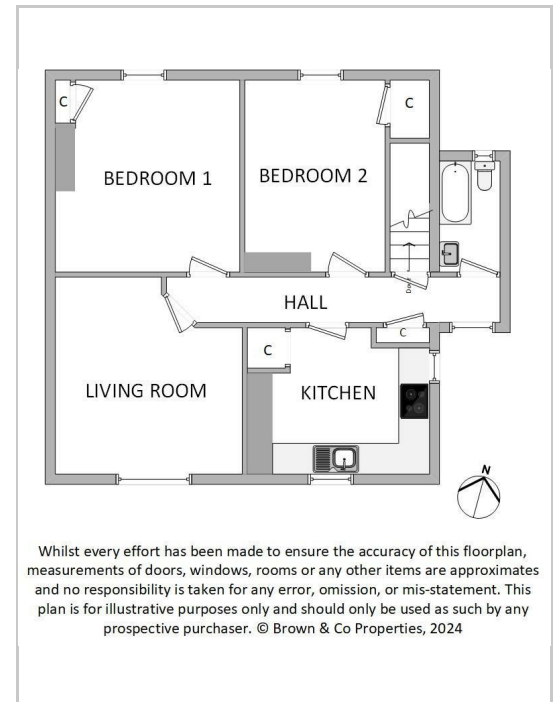 C
C
BEDROOM 1
BEDROOM 2
HALL
C
C
LIVING ROOM
KITCHEN
N
Whilst every effort has been made to ensure the accuracy of this floorplan,
measurements of doors, windows, rooms or any other items are approximates
and no responsibility is taken for any error, omission, or mis-statement. This
plan is for illustrative purposes only and should only be used as such by any
prospective purchaser. © Brown & Co Properties, 2024